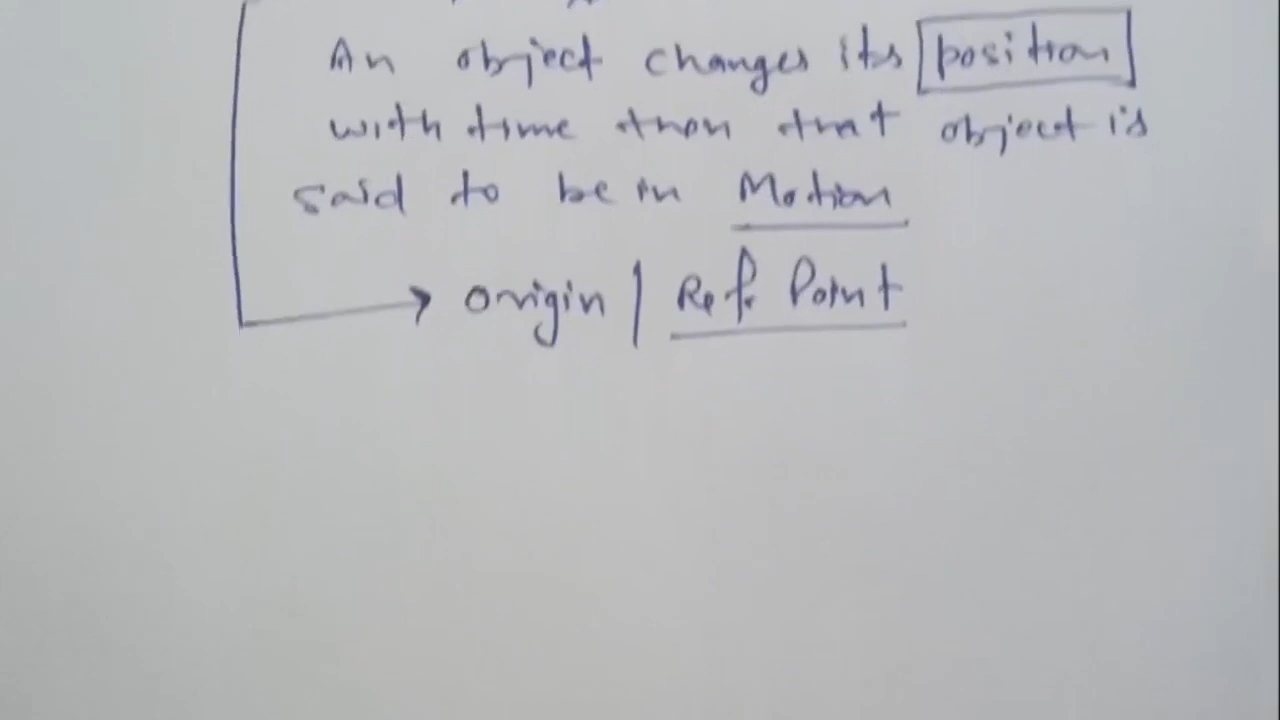 An object changes its position
with time then that object is
said to be in Motion
→ origin | Ref. Point